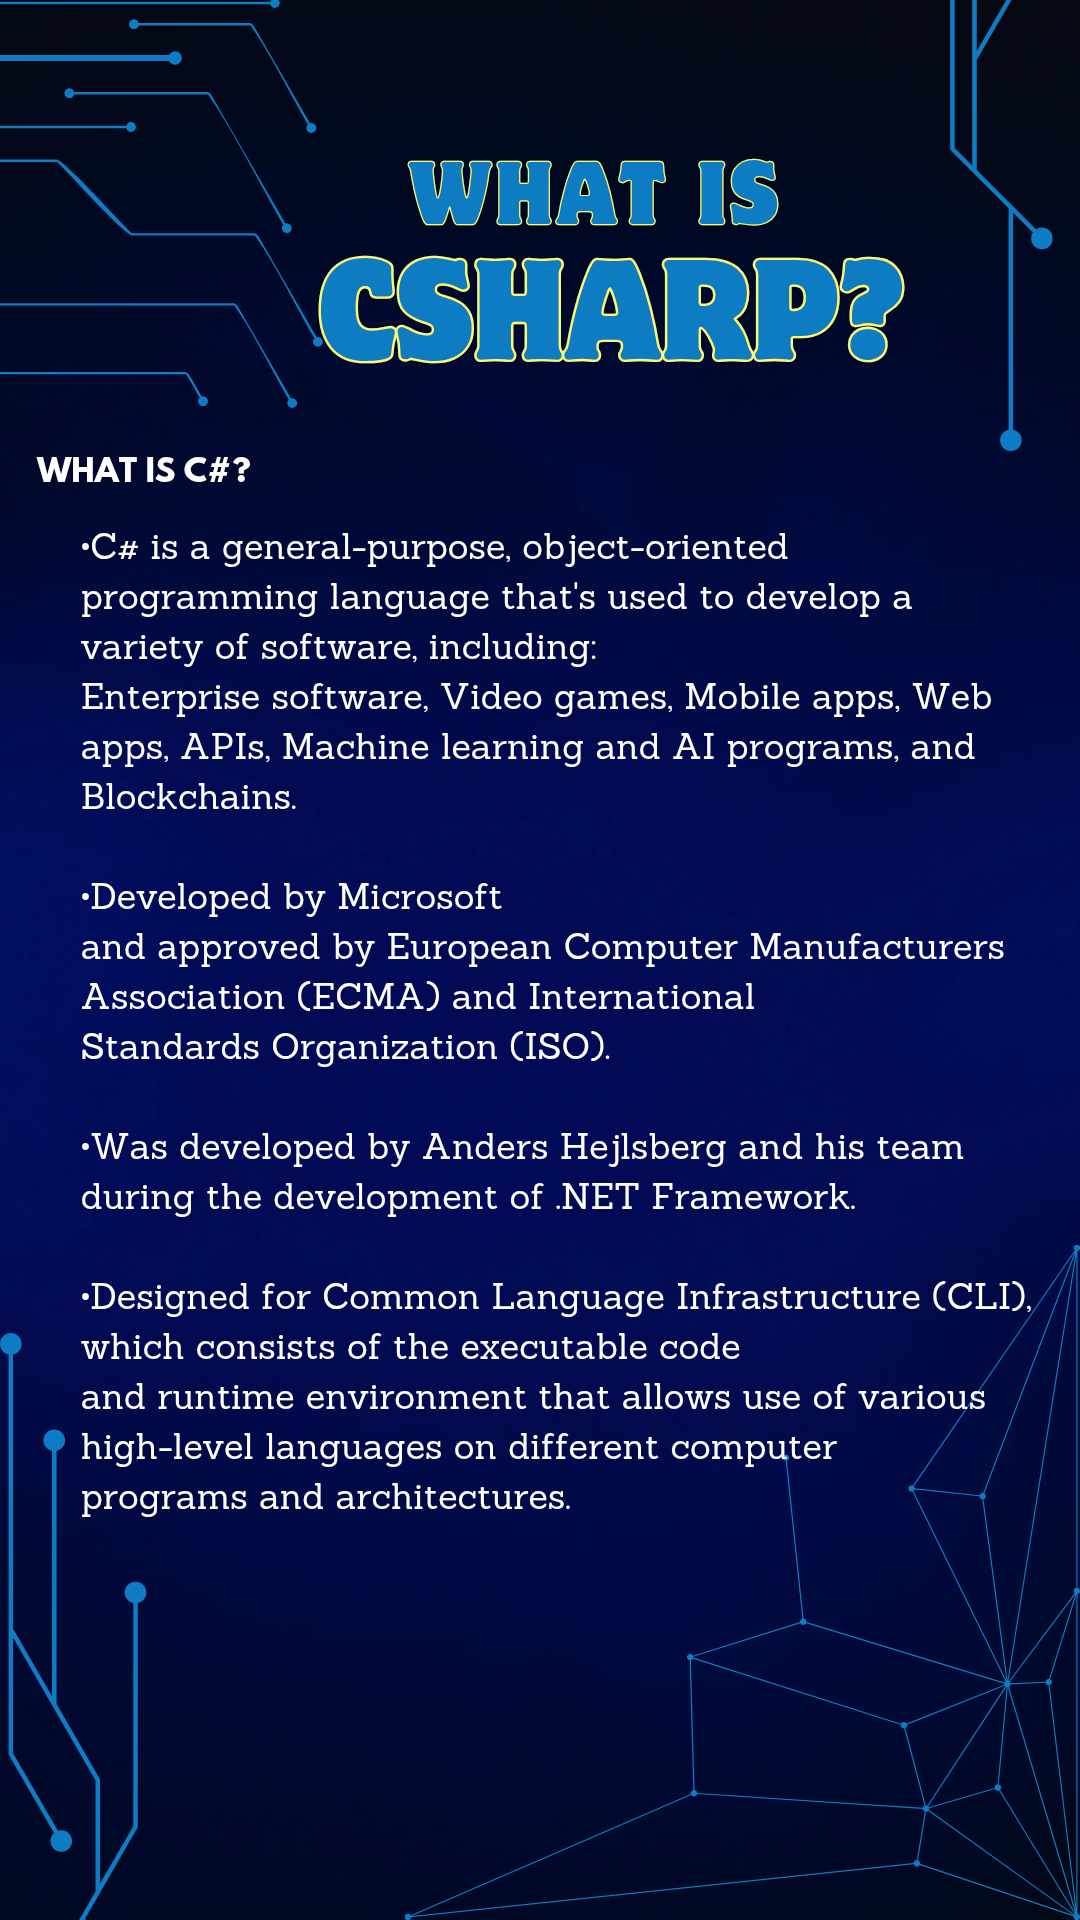 WHAT IS
CSHARP?
WHAT IS C#?
•C# is a general-purpose, object-oriented
programming language that's used to develop a
variety of software, including:
Enterprise software, Video games, Mobile apps, Web
apps, APIs, Machine learning and AI programs, and
Blockchains.
•Developed by Microsoft
and approved by European Computer Manufacturers
Association (ECMA) and International
Standards Organization (ISO).
•Was developed by Anders Hejlsberg and his team
during the development of .NET Framework.
•Designed for Common Language Infrastructure (CLI),
which consists of the executable code
and runtime environment that allows use of various
high-level languages on different computer
programs and architectures.